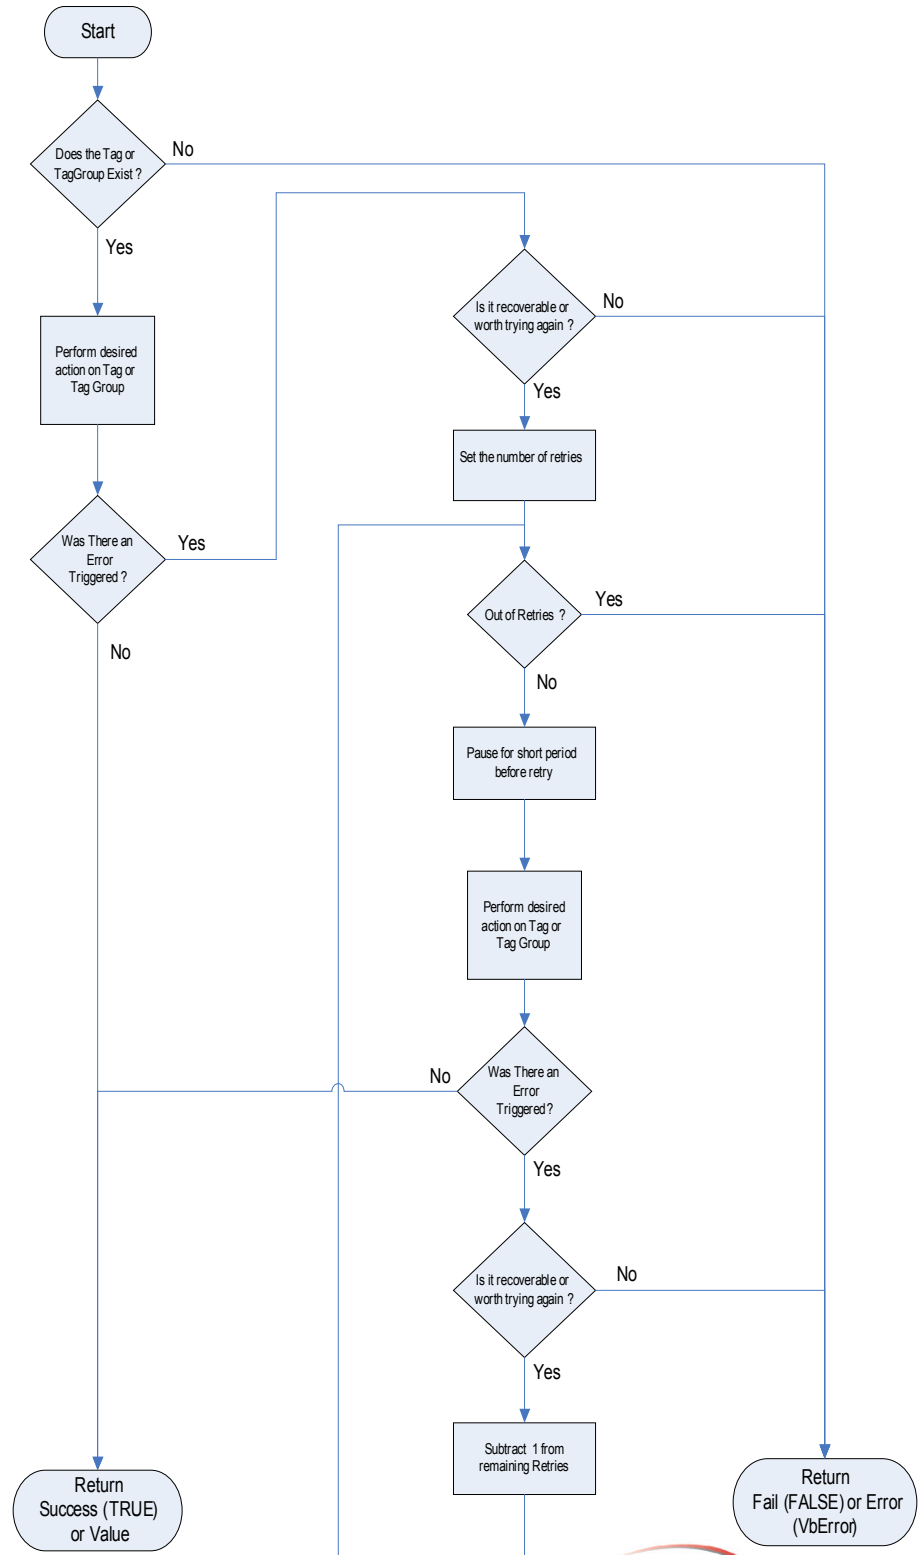 Start
Does the Tag or
TagGroup Exist ?
No
Yes
Perform desired
action on Tag or
Tag Group
Was There an
Error
Triggered ?
Yes
No
Is it recoverable or
worth trying again ?
No
Yes
Set the number of retries
Out of Retries ?
Yes
No
Pause for short period
before retry
Perform desired
action on Tag or
Tag Group
Was There an
Error
Triggered ?
No
Yes
Is it recoverable or
worth trying again ?
No
Yes
Subtract 1 from
remaining Retries
Return
Success (TRUE)
or Value
Return
Fail (FALSE) or Error
(VbError)